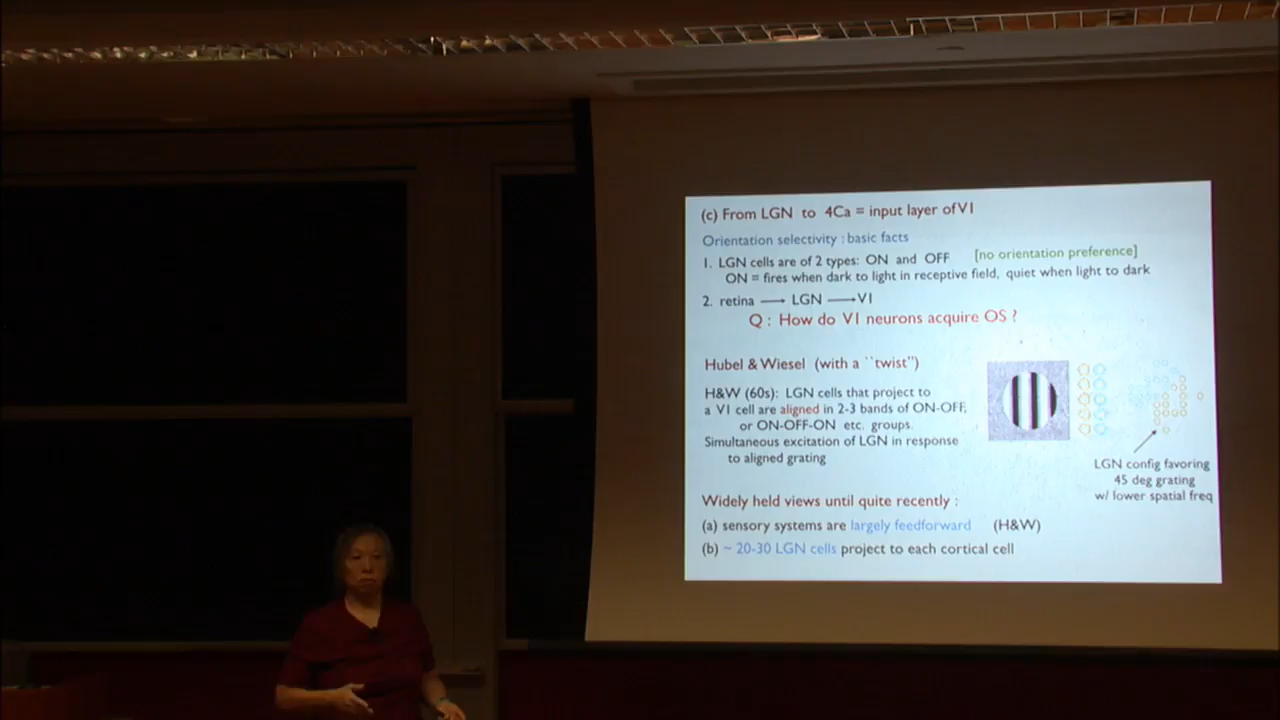 (c) From LGN to 4Ca = input layer of V1
Orientation selectivity : basic facts
1. LGN cells are of 2 types: ON and OFF [no orientation preference]
ON = fires when dark to light in receptive field, quiet when light to dark
2. retina → LGN → V1
Q : How do V1 neurons acquire OS ?
Hubel & Wiesel (with a ``twist")
H&W (60s): LGN cells that project to
a V1 cell are aligned in 2-3 bands of ON-OFF,
or ON-OFF-ON etc. groups.
Simultaneous excitation of LGN in response
to aligned grating
LGN config favoring
45 deg grating
w/ lower spatial freq
Widely held views until quite recently :
(a) sensory systems are largely feedforward (H&W)
(b) ~ 20-30 LGN cells project to each cortical cell